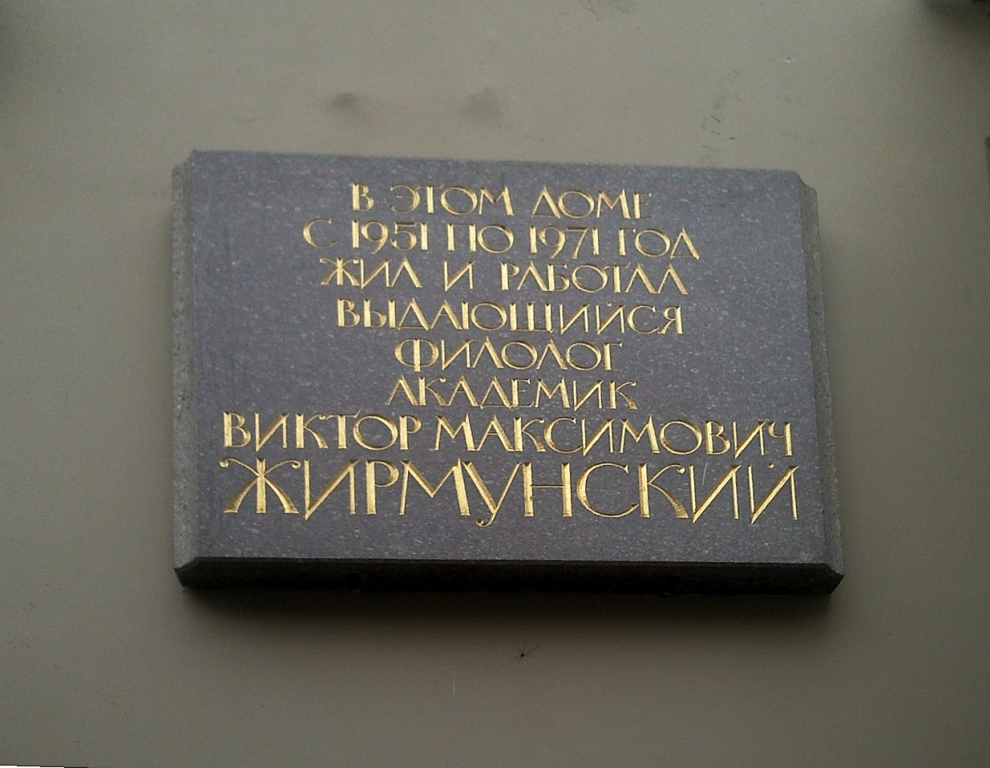 В ЭТОМ ДОМЕ
С 1951 ПО 1971 ГОД
ЖИЛ И РАБОТАЛ
ВЫДАЮЩИЙСЯ
ФИЛОЛОГ
АКАДЕМИК
ВИКТОР МАКСИМОВИЧ
ЖИРМУНСКИЙ